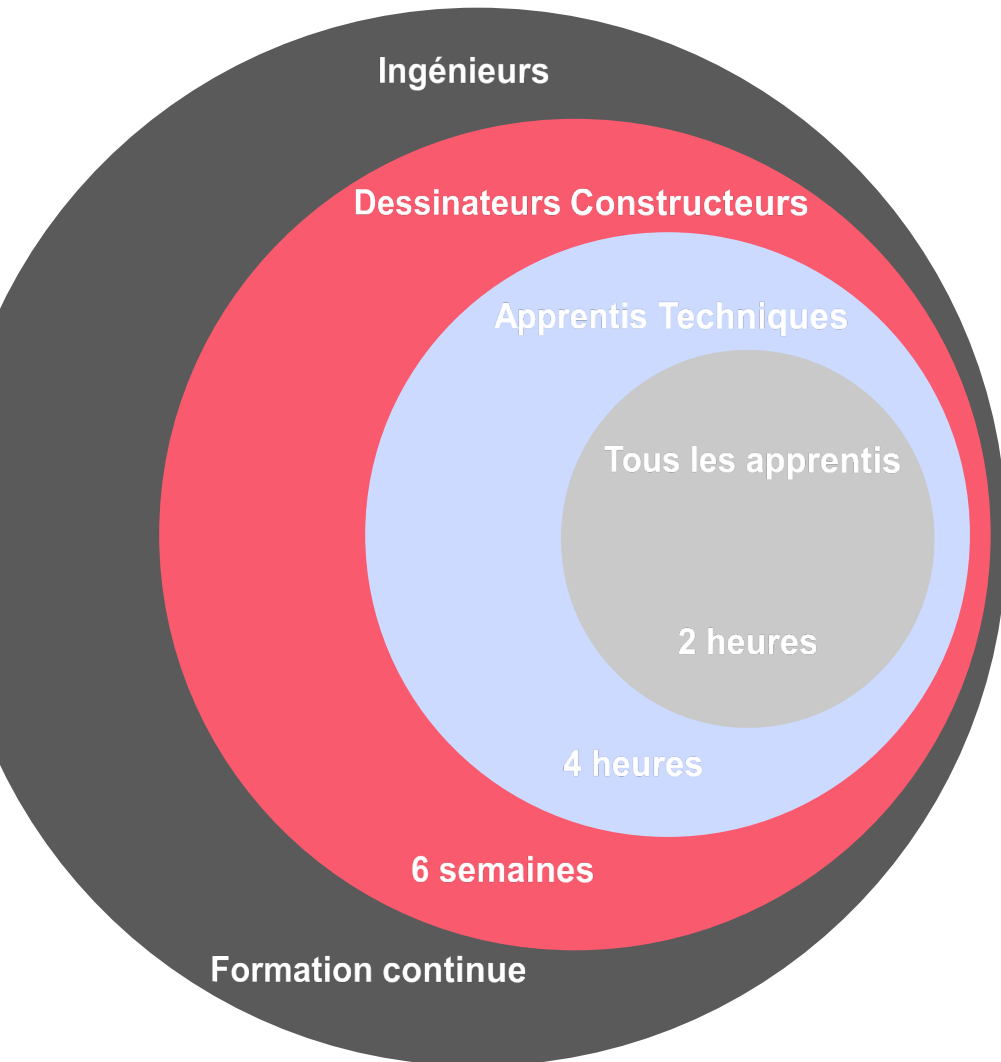 Ingénieurs
Dessinateurs Constructeurs
Apprentis Techniques
Tous les apprentis
2 heures
4 heures
6 semaines
Formation continue